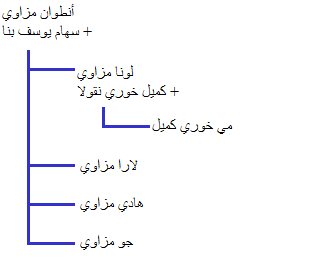 أنطوان مزاوي
+ سهام يوسف بنا
لونا مزاوي
+ كميل خوري نقولا
مي خوري كميل
لارا مزاوي
هادي مزاوي
جو مزاوي